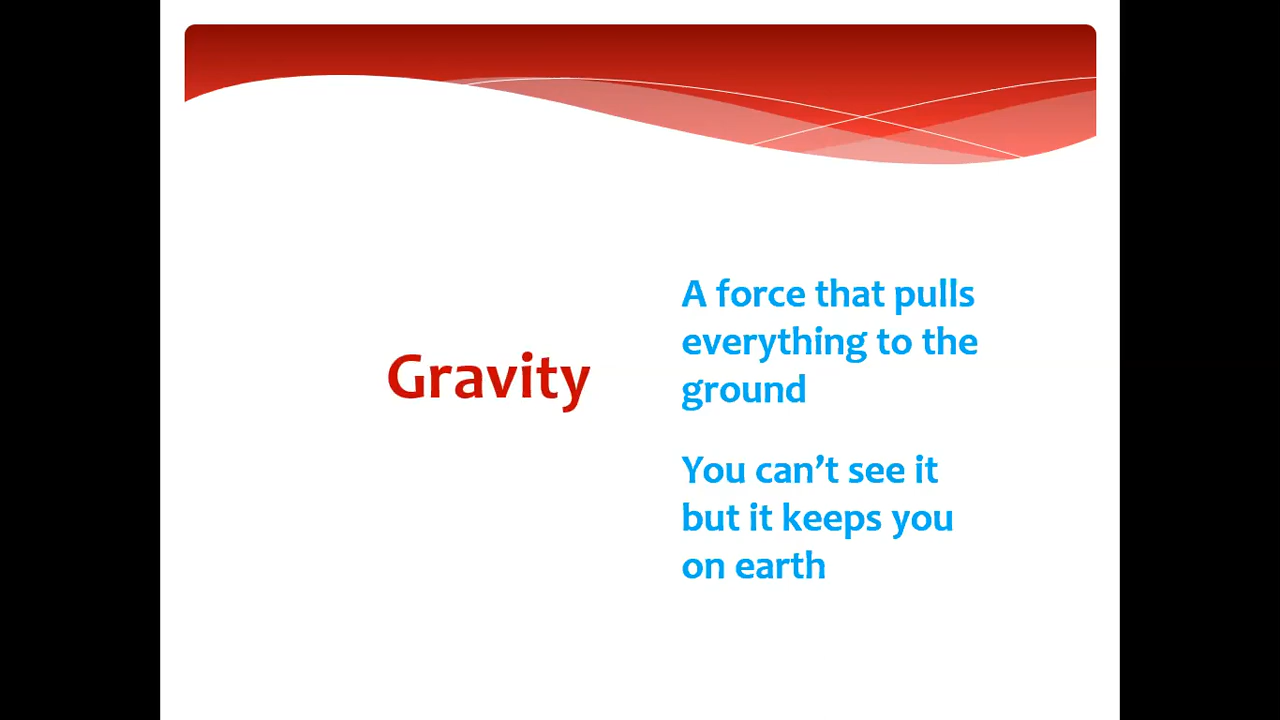 Gravity
A force that pulls
everything to the
ground
You can’t see it
but it keeps you
on earth